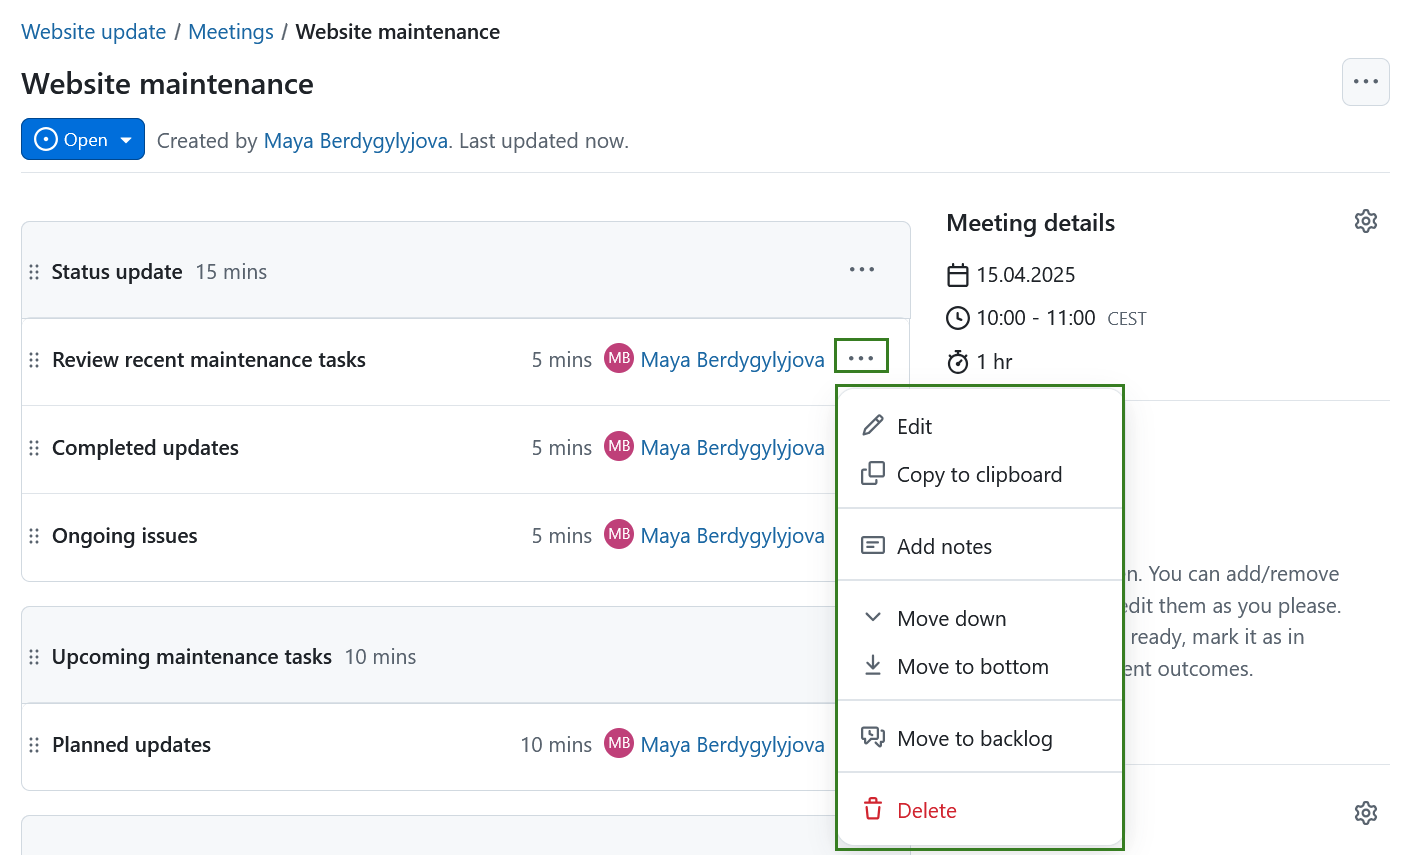 Website update / Meetings / Website maintenance
Website maintenance
Open Created by Maya Berdygylyjova. Last updated now.
Status update 15 mins
Review recent maintenance tasks 5 mins MB Maya Berdygylyjova
Completed updates 5 mins MB Maya Berdygylyjova
Ongoing issues 5 mins MB Maya Berdygylyjova
Upcoming maintenance tasks 10 mins
Planned updates 10 mins MB Maya Berdygylyjova
Edit
Copy to clipboard
Add notes
Move down
Move to bottom
Move to backlog
Delete
Meeting details
15.04.2025
10:00 - 11:00 CEST
1 hr
You can add/remove
edit them as you please.
ready, mark it as in
outcomes.